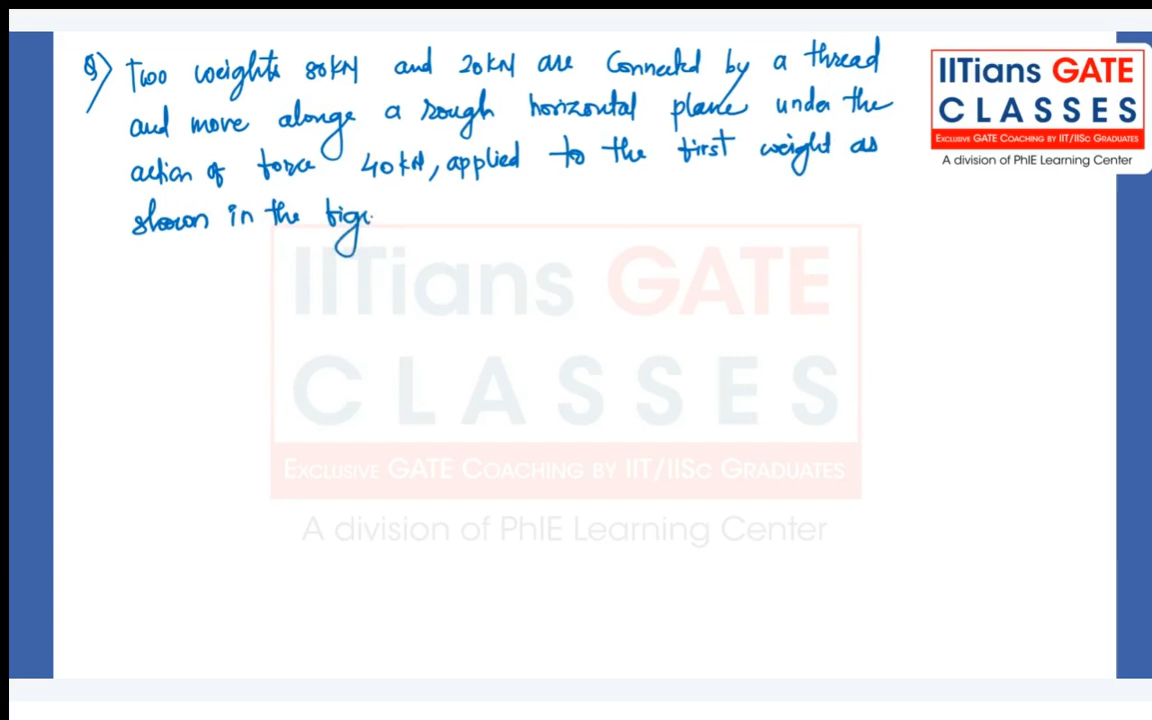 Q) Two weights 80kN and 20kN are connected by a thread
and move alonge a rough horizontal plane under the
action of force 40kN, applied to the first weight as
shown in the fig.
IITians GATE
CLASSES
EXCLUSIVE GATE COACHING BY IIT/IISc GRADUATES
A division of PhIE Learning Center
IITians GATE
CLASSES
EXCLUSIVE GATE COACHING BY IIT/IISc GRADUATES
A division of PhIE Learning Center